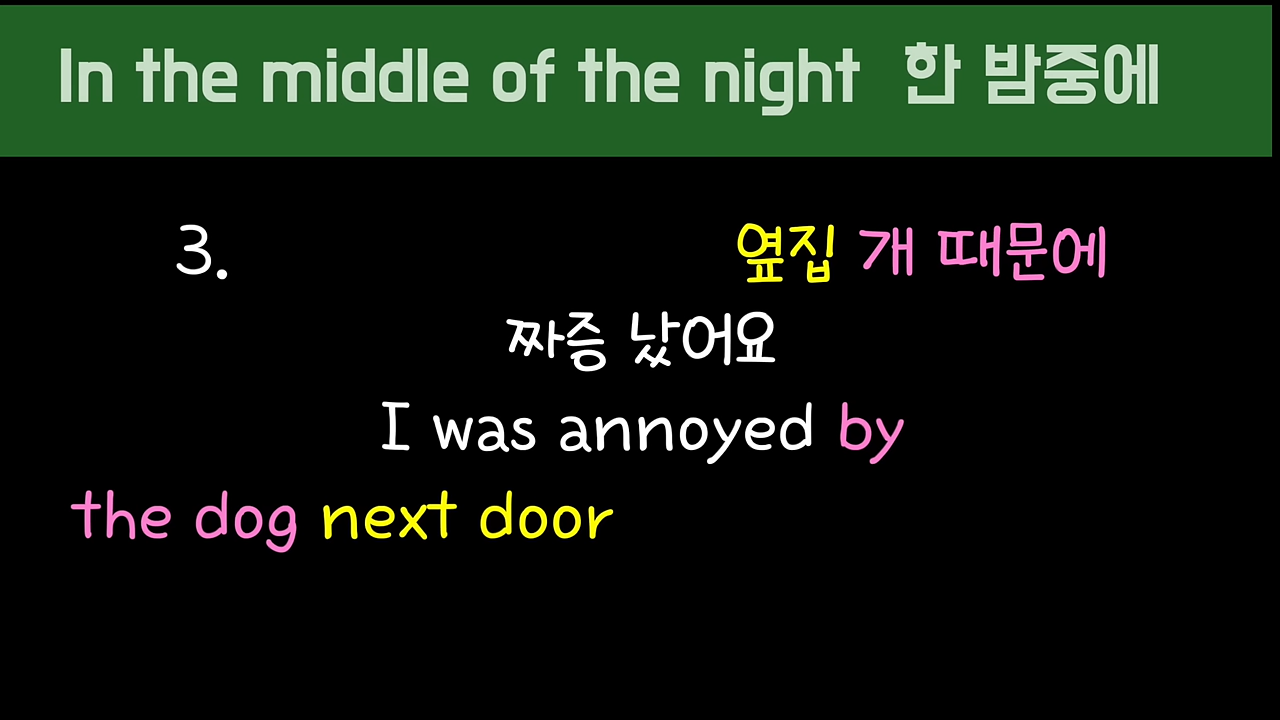 In the middle of the night 한 밤중에
3. 옆집 개 때문에
짜증 났어요
I was annoyed by
the dog next door